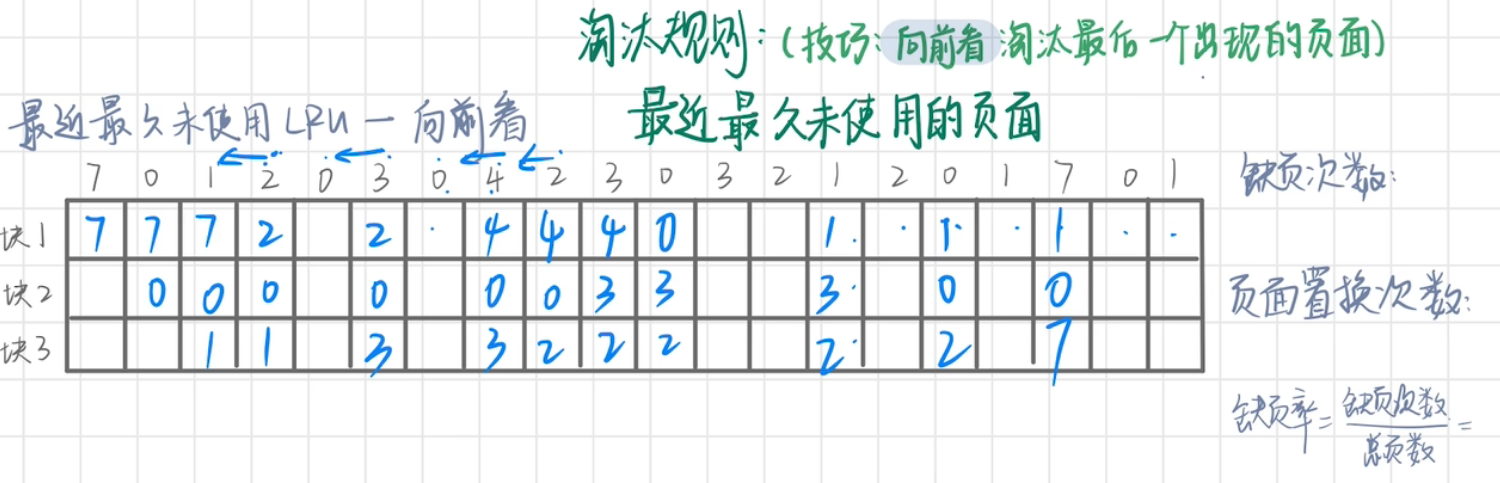 淘汰规则:(技巧:向前看 淘汰最后一个出现的页面)
最近最久未使用LRU — 向前看
最近最久未使用的页面
7 0 1 2 0 3 0 4 2 3 0 3 2 1 2 0 1 7 0 1
缺页次数:
块1 7 7 7 2 2 4 4 4 0 1 1 1
块2 0 0 0 0 0 0 3 3 3 0 0
页面置换次数:
块3 1 1 3 3 2 2 2 2 2 7
缺页率=缺页次数/总页数=